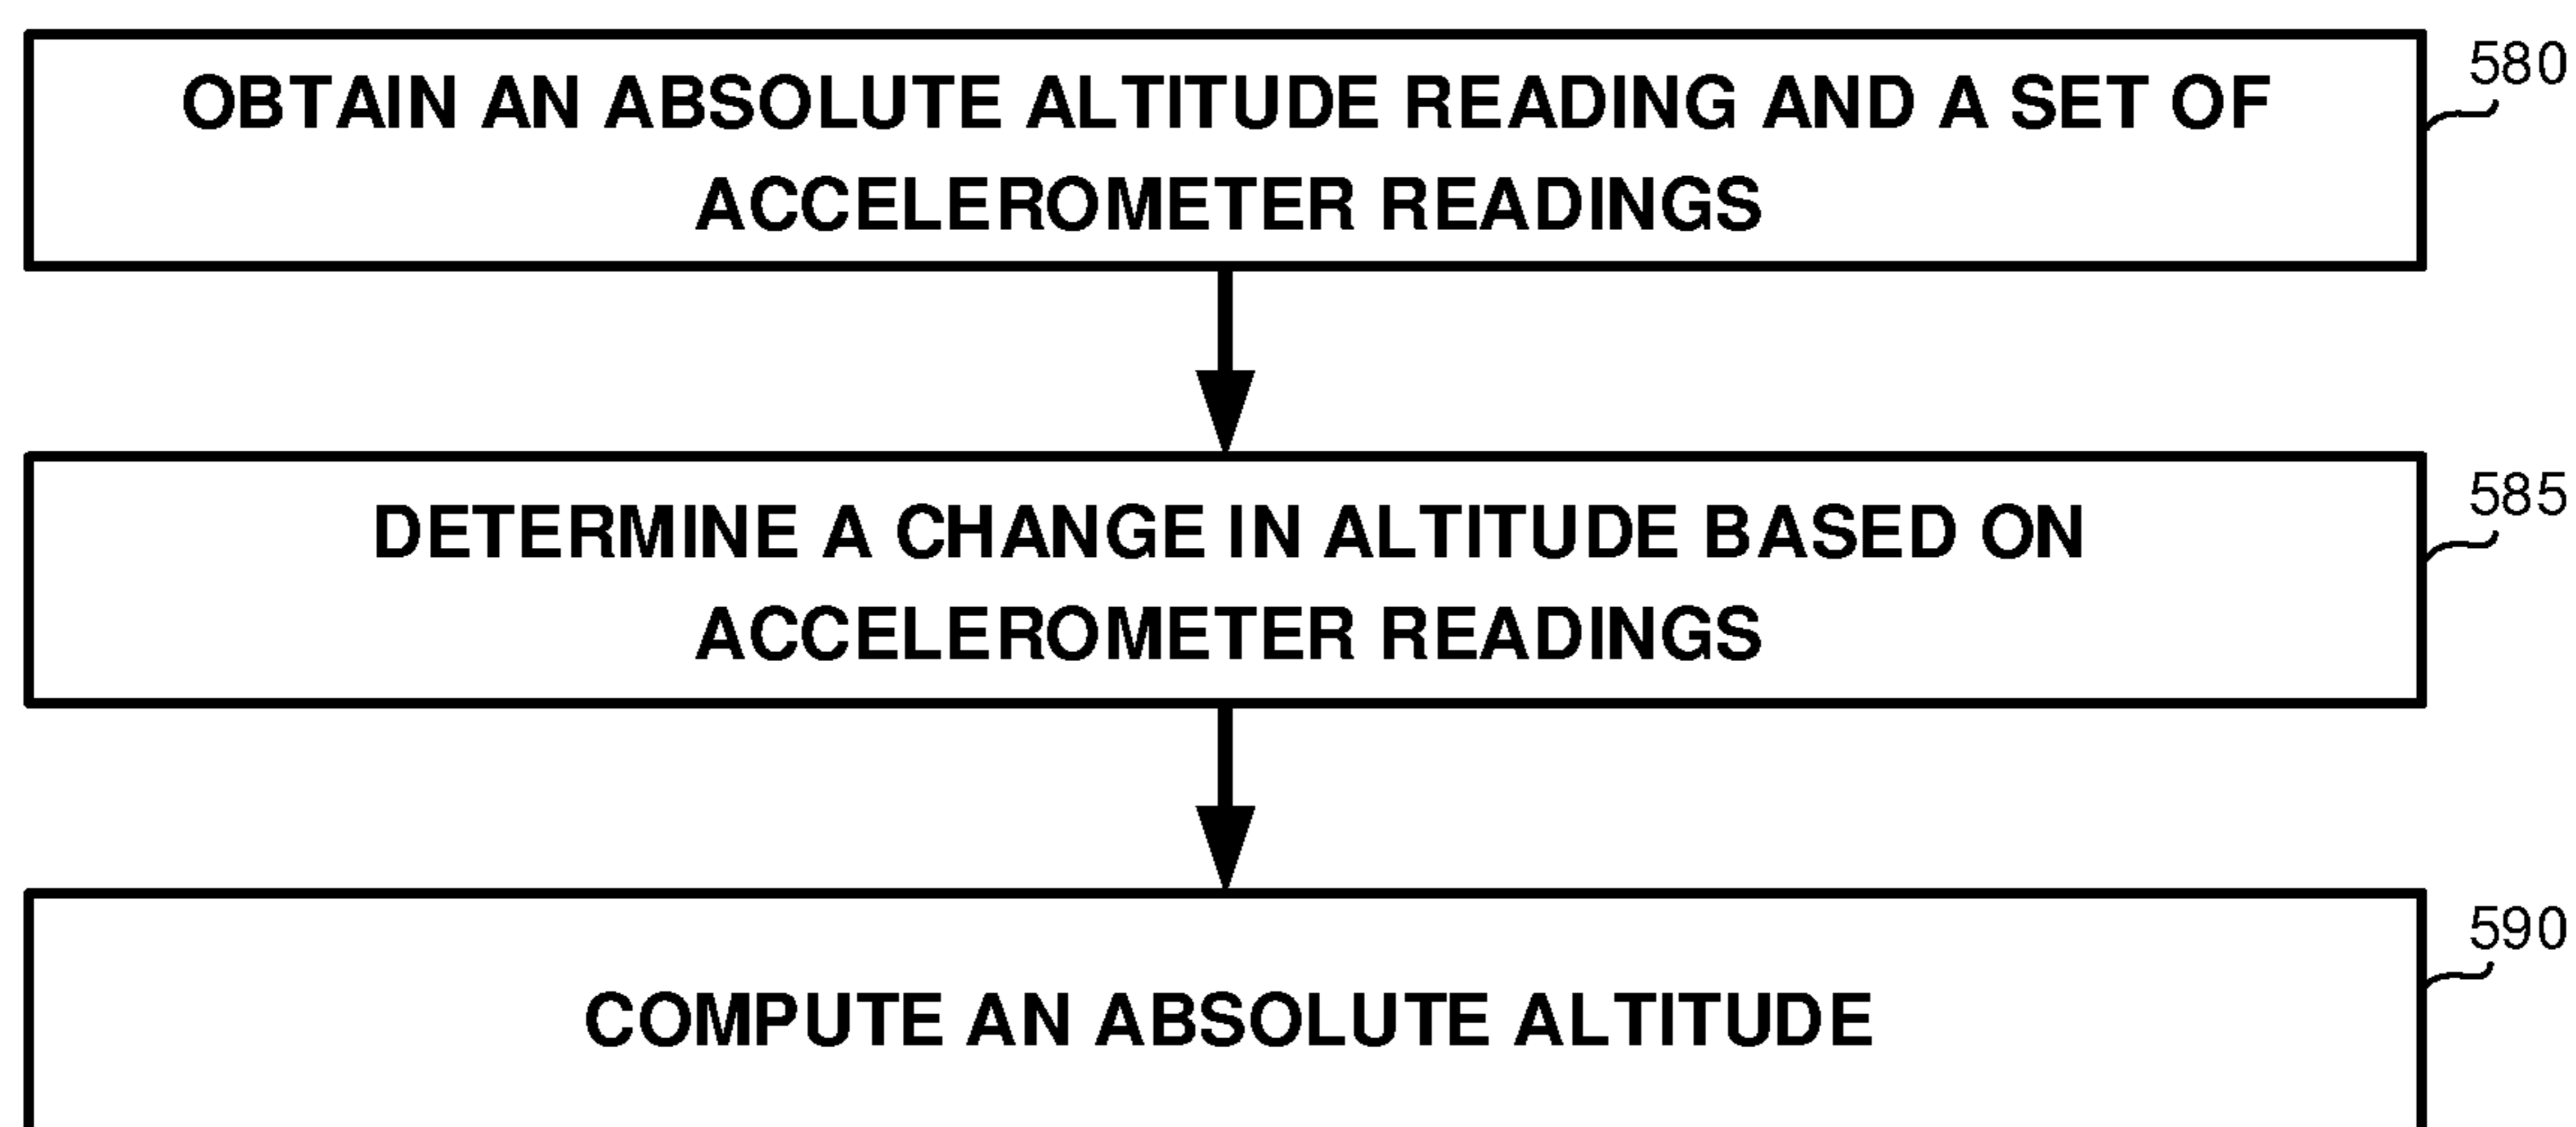 OBTAIN AN ABSOLUTE ALTITUDE READING AND A SET OF
ACCELEROMETER READINGS
580
DETERMINE A CHANGE IN ALTITUDE BASED ON
ACCELEROMETER READINGS
585
COMPUTE AN ABSOLUTE ALTITUDE
590